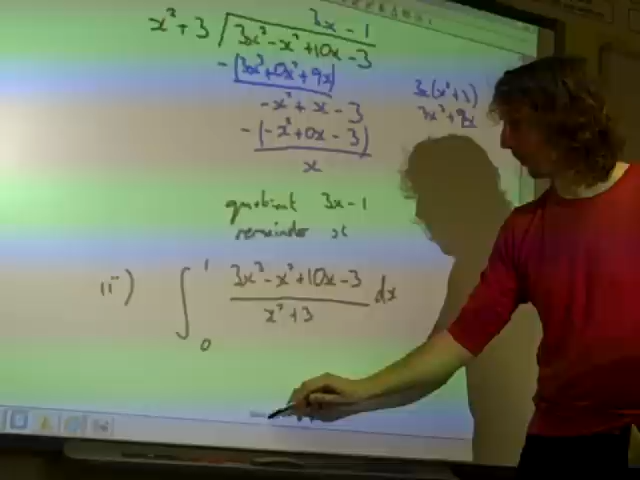 3x - 1
x² + 3 √ 3x³ - x² + 10x - 3
- (3x³ + 0x² + 9x)
3x(x² + 3)
3x³ + 9x
-x² + x - 3
- (-x² + 0x - 3)
x
quotient 3x - 1
remainder x
ii) ∫₀¹ (3x³ - x² + 10x - 3)/(x² + 3) dx